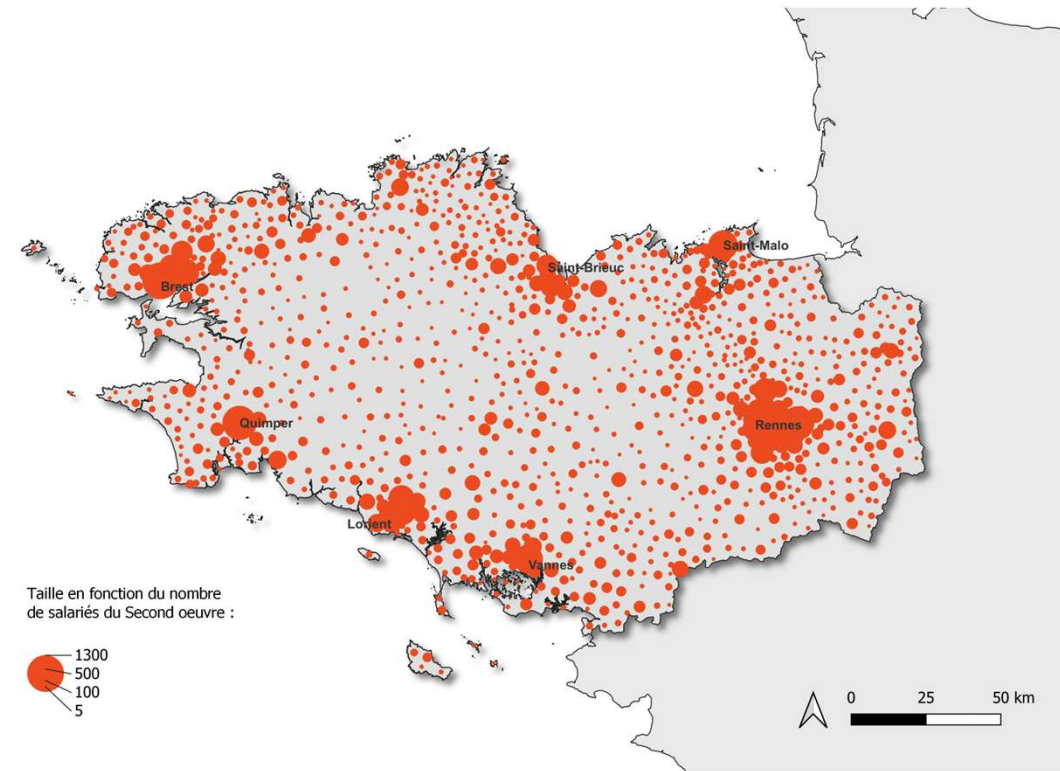 Saint-Malo
Saint-Brieuc
Brest
Quimper
Rennes
Lorient
Vannes
Taille en fonction du nombre
de salariés du Second oeuvre :
1300
500
100
5
0 25 50 km